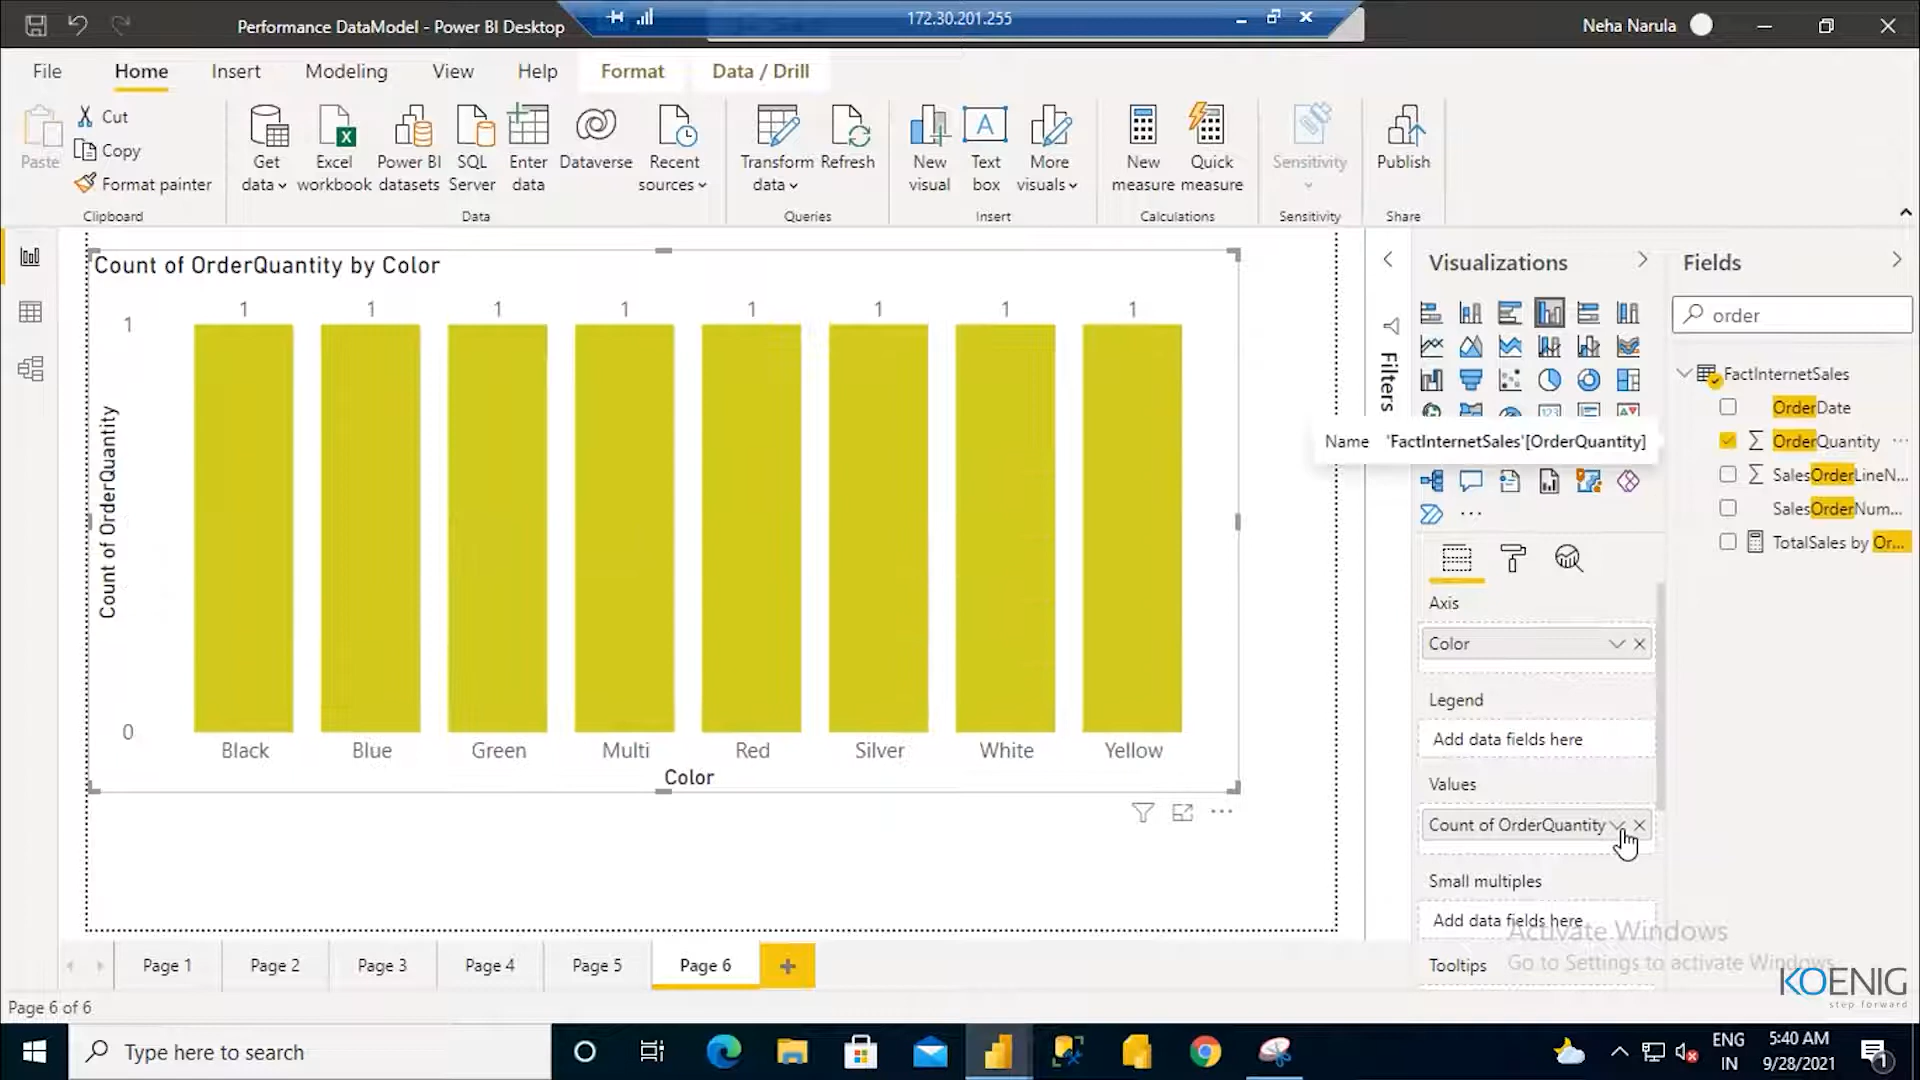 Performance DataModel - Power BI Desktop
172.30.201.255
Neha Narula
File
Home
Insert
Modeling
View
Help
Format
Data / Drill
Paste
Cut
Copy
Format painter
Clipboard
Get data
Excel workbook
Power BI datasets
SQL Server
Enter data
Dataverse
Recent sources
Data
Transform data
Refresh
Queries
New visual
Text box
More visuals
Insert
New measure
Quick measure
Calculations
Sensitivity
Sensitivity
Publish
Share
Count of OrderQuantity by Color
1
1
1
1
1
1
1
1
1
0
Count of OrderQuantity
Black
Blue
Green
Multi
Red
Silver
White
Yellow
Color
Filters
Visualizations
Name 'FactInternetSales'[OrderQuantity]
Axis
Color
Legend
Add data fields here
Values
Count of OrderQuantity
Small multiples
Add data fields here
Tooltips
Fields
order
FactInternetSales
OrderDate
OrderQuantity
SalesOrderLineN...
SalesOrderNum...
TotalSales by Or...
Activate Windows
Go to Settings to activate Windows.
KOENIG
step forward
Page 1
Page 2
Page 3
Page 4
Page 5
Page 6
Page 6 of 6
Type here to search
ENG
IN
5:40 AM
9/28/2021
1